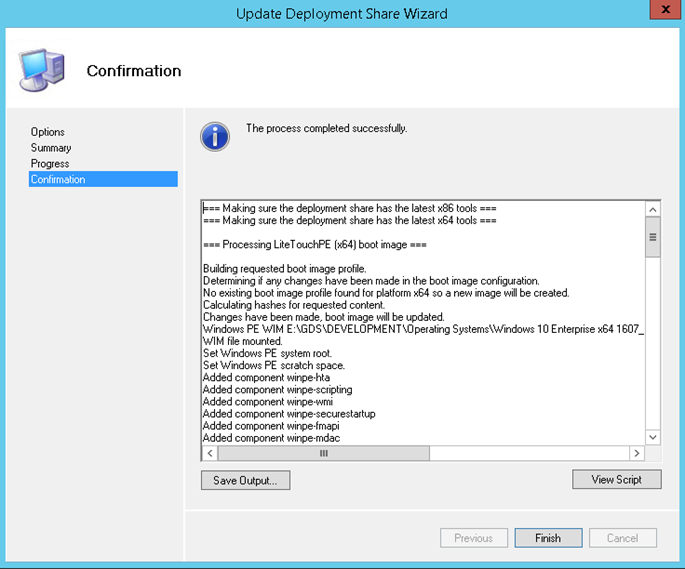 Update Deployment Share Wizard
x
Confirmation
Options
Summary
Progress
Confirmation
The process completed successfully.
=== Making sure the deployment share has the latest x86 tools ===
=== Making sure the deployment share has the latest x64 tools ===
=== Processing LiteTouchPE (x64) boot image ===
Building requested boot image profile.
Determining if any changes have been made in the boot image configuration.
No existing boot image profile found for platform x64 so a new image will be created.
Calculating hashes for requested content.
Changes have been made, boot image will be updated.
Windows PE WIM E:\GDS\DEVELOPMENT\Operating Systems\Windows 10 Enterprise x64 1607_
WIM file mounted.
Set Windows PE system root.
Set Windows PE scratch space.
Added component winpe-hta
Added component winpe-scripting
Added component winpe-wmi
Added component winpe-securestartup
Added component winpe-fmapi
Added component winpe-mdac
Save Output...
View Script
Previous
Finish
Cancel